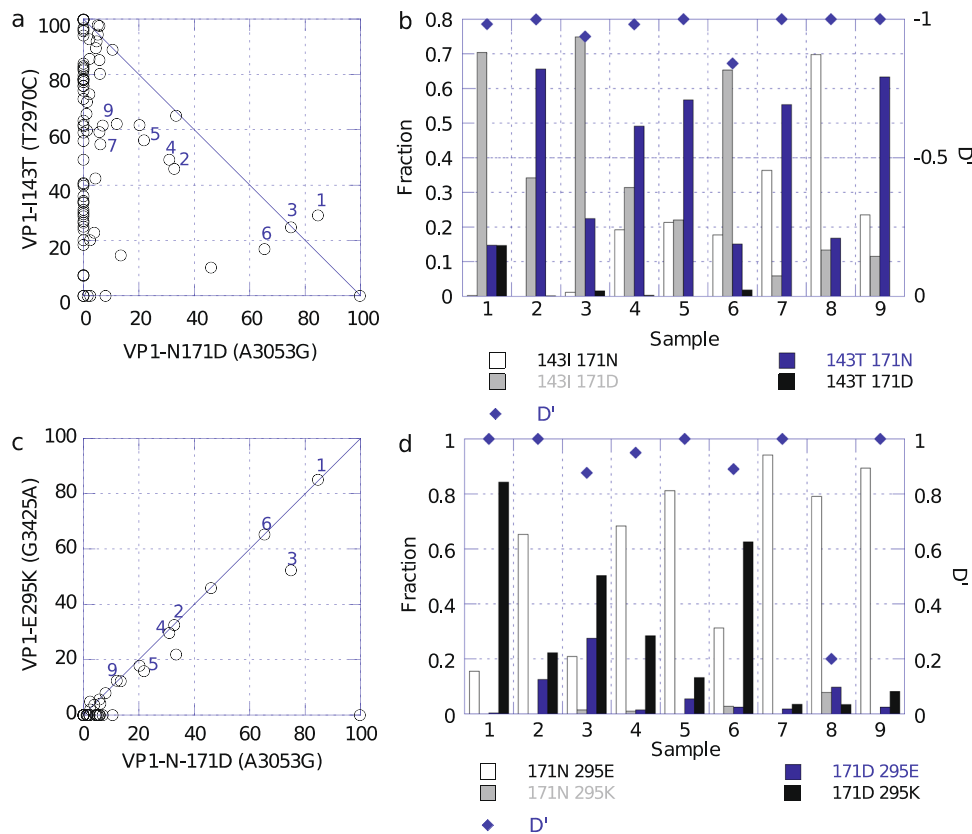 a
VP1-I143T (T2970C)
100
80
60
40
20
0
0 20 40 60 80 100
VP1-N171D (A3053G)
9
7
5
4
2
3
1
6
b
Fraction
0.8
0.7
0.6
0.5
0.4
0.3
0.2
0.1
0
-1
-0.5
0
D'
1 2 3 4 5 6 7 8 9
Sample
143I 171N
143T 171N
143I 171D
143T 171D
D'
c
VP1-E295K (G3425A)
100
80
60
40
20
0
0 20 40 60 80 100
VP1-N-171D (A3053G)
1
6
3
2
4
5
9
d
Fraction
1
0.8
0.6
0.4
0.2
0
1
0.8
0.6
0.4
0.2
0
D'
1 2 3 4 5 6 7 8 9
Sample
171N 295E
171D 295E
171N 295K
171D 295K
D'